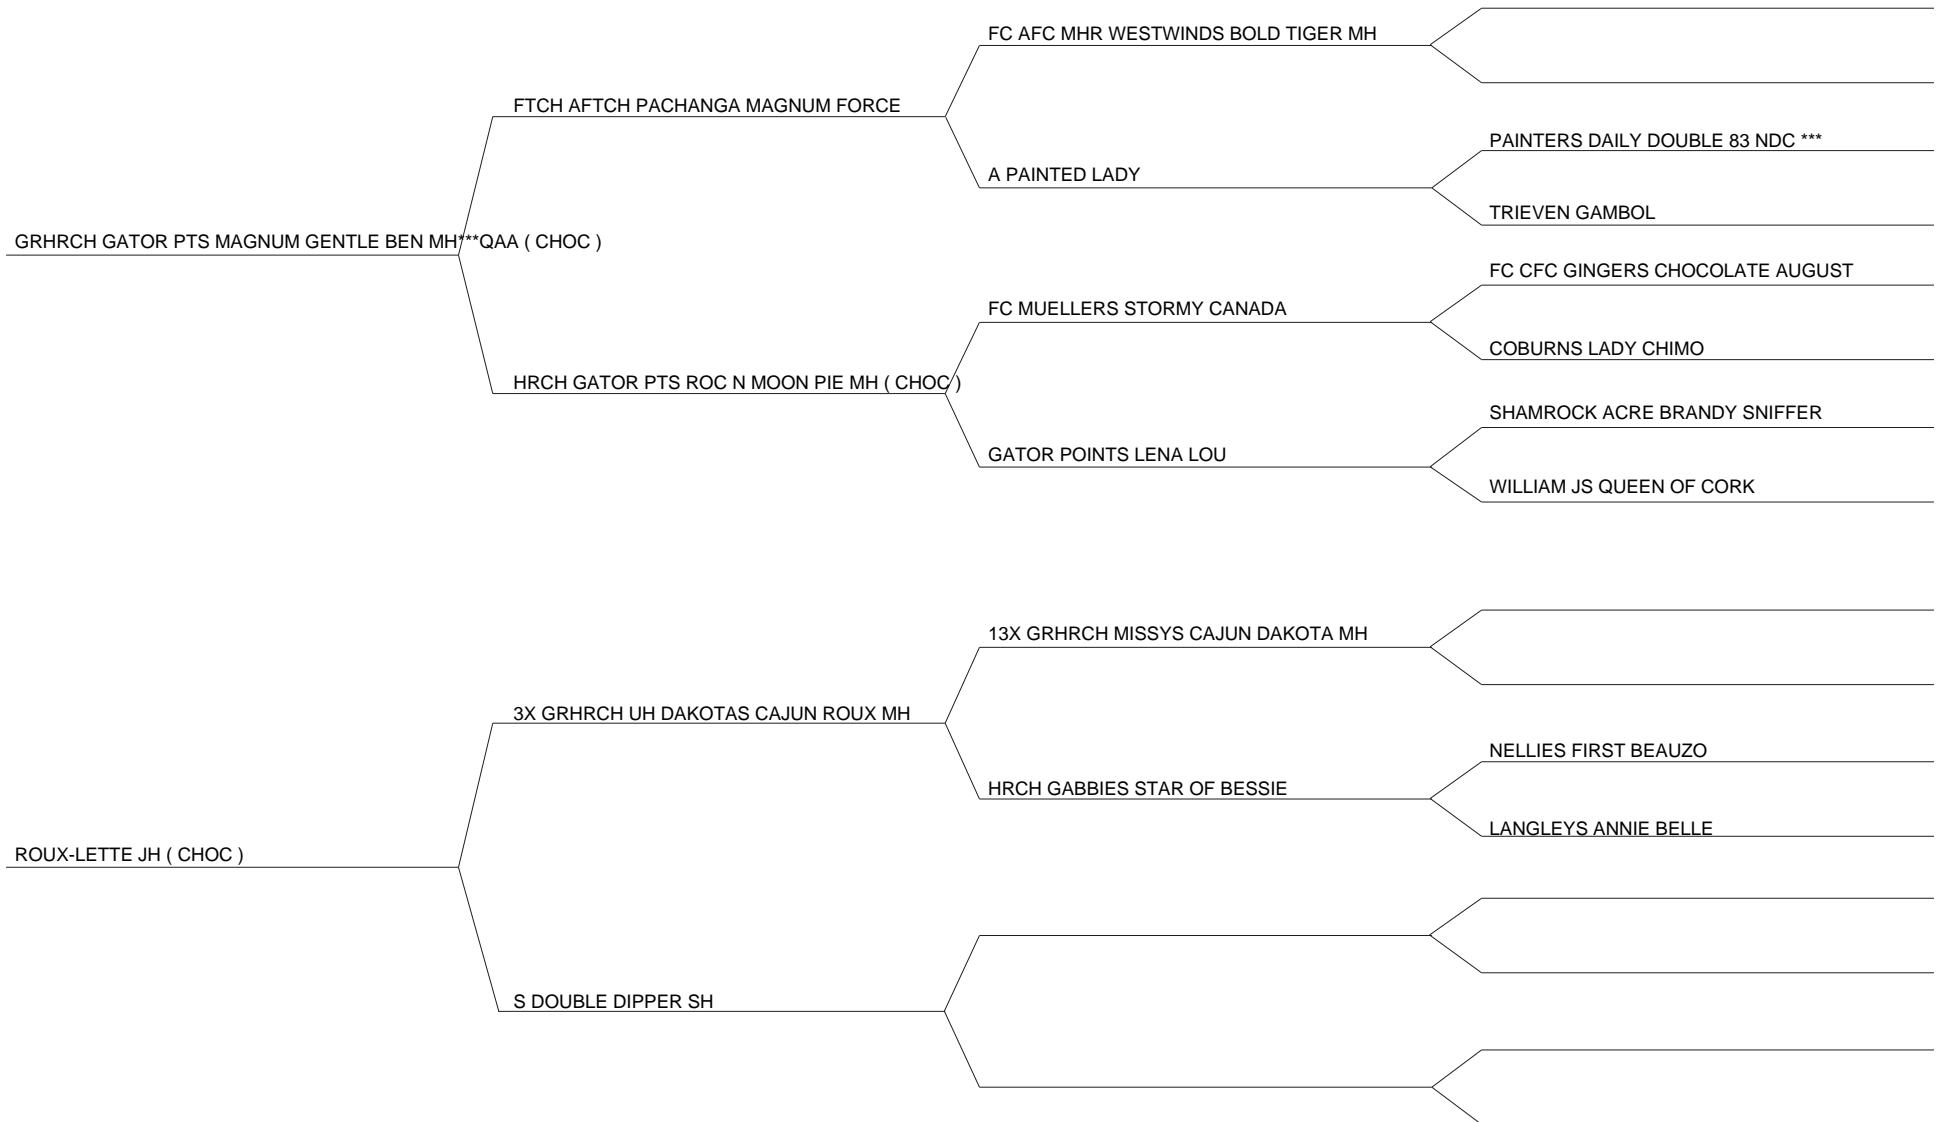 FC AFC MHR WESTWINDS BOLD TIGER MH
FTCH AFTCH PACHANGA MAGNUM FORCE
PAINTERS DAILY DOUBLE 83 NDC ***
A PAINTED LADY
TRIEVEN GAMBOL
GRHRCH GATOR PTS MAGNUM GENTLE BEN MH***QAA ( CHOC )
FC CFC GINGERS CHOCOLATE AUGUST
FC MUELLERS STORMY CANADA
COBURNS LADY CHIMO
HRCH GATOR PTS ROC N MOON PIE MH ( CHOC )
SHAMROCK ACRE BRANDY SNIFFER
GATOR POINTS LENA LOU
WILLIAM JS QUEEN OF CORK
13X GRHRCH MISSYS CAJUN DAKOTA MH
3X GRHRCH UH DAKOTAS CAJUN ROUX MH
NELLIES FIRST BEAUZO
HRCH GABBIES STAR OF BESSIE
LANGLEYS ANNIE BELLE
ROUX-LETTE JH ( CHOC )
S DOUBLE DIPPER SH